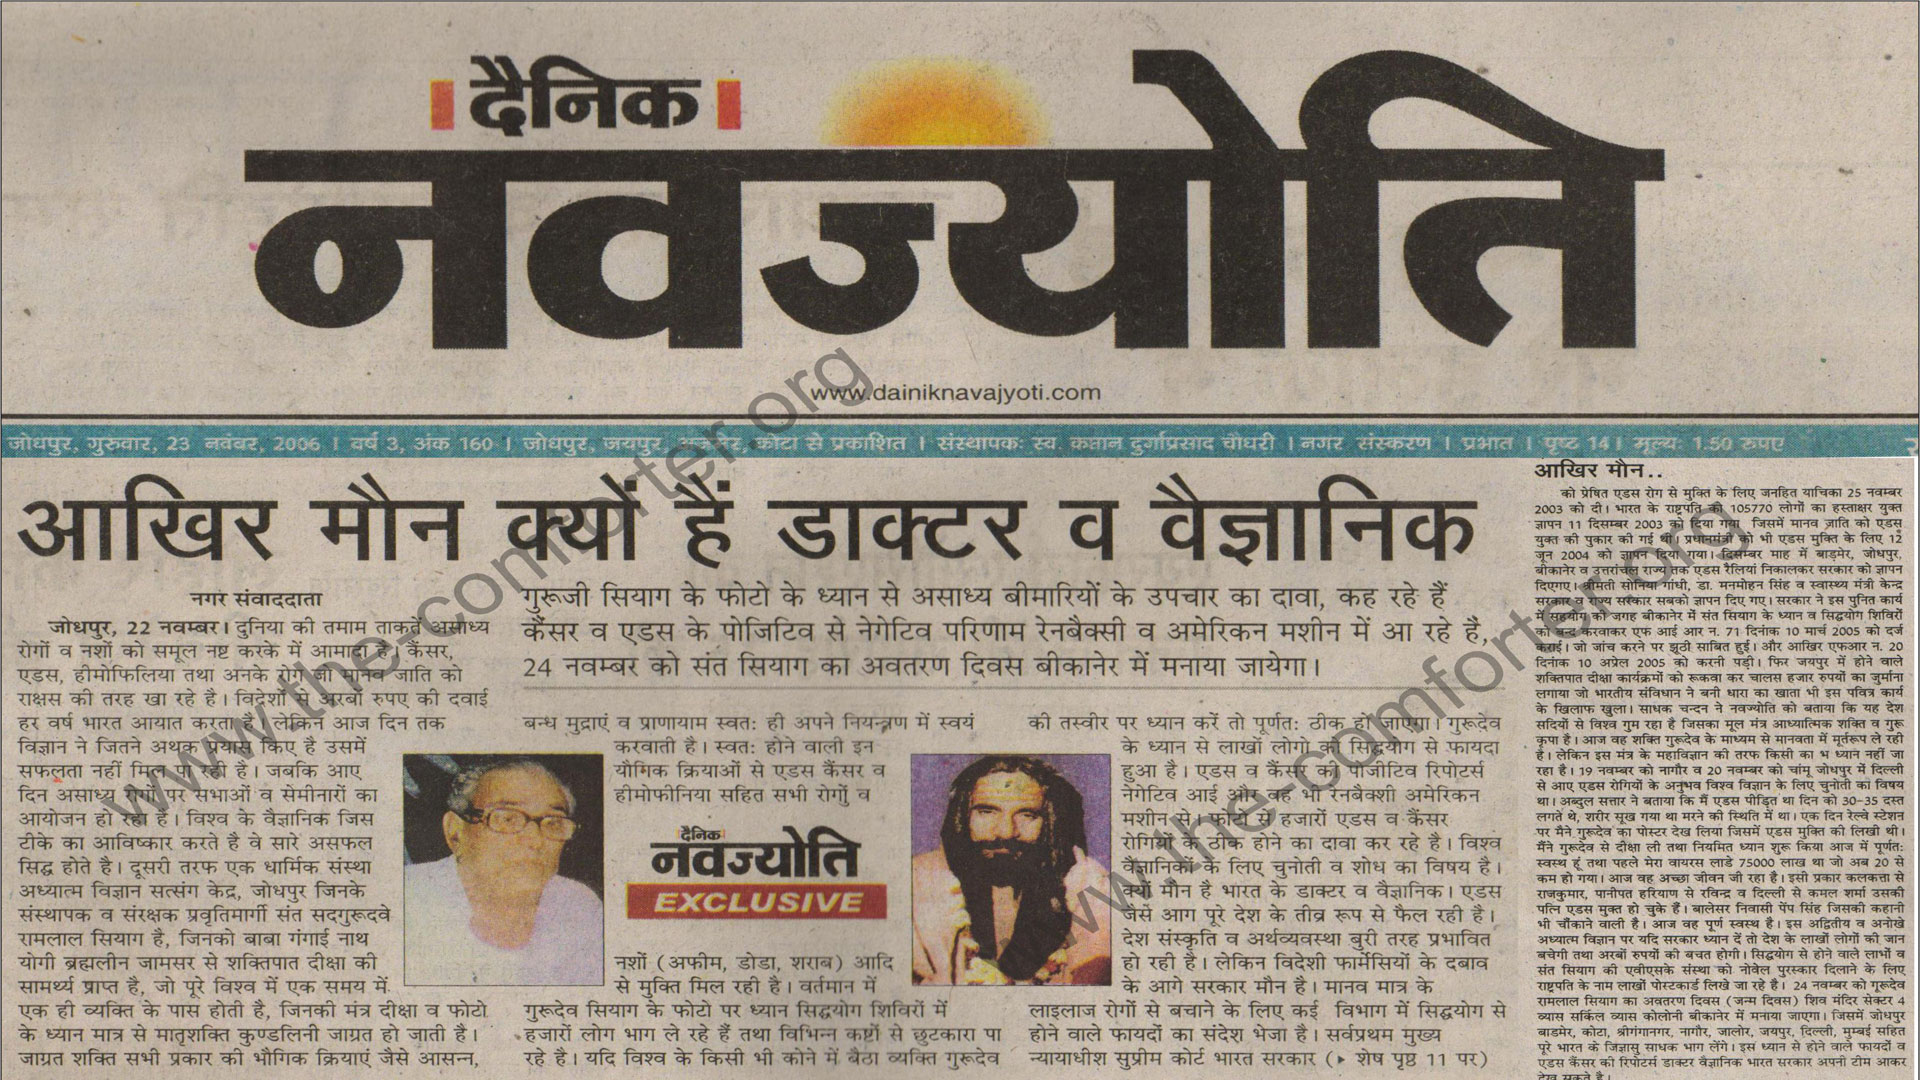 दैनिक
नवज्योति
www.dainiknavajyoti.com
जोधपुर, गुरुवार, 23 नवंबर, 2006 । वर्ष 3, अंक 160 । जोधपुर, जयपुर, अजमेर, कोटा से प्रकाशित । संस्थापकः स्व. कप्तान दुर्गाप्रसाद चौधरी । नगर संस्करण । प्रभात । पृष्ठ 14 । मूल्यः 1.50 रुपए
आखिर मौन क्यों हैं डाक्टर व वैज्ञानिक
गुरूजी सियाग के फोटो के ध्यान से असाध्य बीमारियों के उपचार का दावा, कह रहे हैं
कैंसर व एडस के पोजिटिव से नेगेटिव परिणाम रेनबैक्सी व अमेरिकन मशीन में आ रहे हैं,
24 नवम्बर को संत सियाग का अवतरण दिवस बीकानेर में मनाया जायेगा।
नगर संवाददाता
जोधपुर, 22 नवम्बर। दुनिया की तमाम ताकतें असाध्य
रोगों व नशों को समूल नष्ट करके में आमादा है। कैंसर,
एडस, हीमोफिलिया तथा अनके रोग जो मानव जाति को
राक्षस की तरह खा रहे है। विदेशों से अरबों रुपए की दवाई
हर वर्ष भारत आयात करता है। लेकिन आज दिन तक
विज्ञान ने जितने अथक प्रयास किए है उसमें
सफलता नहीं मिल पा रही है। जबकि आए
दिन असाध्य रोगों पर सभाओं व सेमीनारों का
आयोजन हो रहा है। विश्व के वैज्ञानिक जिस
टीके का आविष्कार करते है वे सारे असफल
सिद्ध होते है। दूसरी तरफ एक धार्मिक संस्था
अध्यात्म विज्ञान सत्संग केंद्र, जोधपुर जिनके
संस्थापक व संरक्षक प्रवृतिमार्गी संत सदगुरूदवे
रामलाल सियाग है, जिनको बाबा गंगाई नाथ
योगी ब्रह्मलीन जामसर से शक्तिपात दीक्षा की
सामर्थ्य प्राप्त है, जो पूरे विश्व में एक समय में
एक ही व्यक्ति के पास होती है, जिनकी मंत्र दीक्षा व फोटो
के ध्यान मात्र से मातृशक्ति कुण्डलिनी जाग्रत हो जाती है।
जाग्रत शक्ति सभी प्रकार की भौगिक क्रियाएं जैसे आसन्न,
बन्ध मुद्राएं व प्राणायाम स्वत: ही अपने नियन्त्रण में स्वयं
करवाती है। स्वत: होने वाली इन
यौगिक क्रियाओं से एडस कैंसर व
हीमोफीनिया सहित सभी रोगों व
दैनिक
नवज्योति
EXCLUSIVE
नशों (अफीम, डोडा, शराब) आदि
से मुक्ति मिल रही है। वर्तमान में
गुरूदेव सियाग के फोटो पर ध्यान सिद्धयोग शिविरों में
हजारों लोग भाग ले रहे हैं तथा विभिन्न कष्टों से छुटकारा पा
रहे है। यदि विश्व के किसी भी कोने में बैठा व्यक्ति गुरूदेव
की तस्वीर पर ध्यान करें तो पूर्णत: ठीक हो जाएगा। गुरूदेव
के ध्यान से लाखों लोगो को सिद्धयोग से फायदा
हुआ है। एडस व कैंसर की पोजीटिव रिपोटर्स
नेगेटिव आई और वह भी रेनबैक्शी अमेरिकन
मशीन से। फोटो से हजारों एडस व कैंसर
रोगियों के ठीक होने का दावा कर रहे है। विश्व
वैज्ञानिकों के लिए चुनोती व शोध का विषय है।
क्यों मौन है भारत के डाक्टर व वैज्ञानिक। एडस
जैसे आग पूरे देश के तीव्र रूप से फैल रही है।
देश संस्कृति व अर्थव्यवस्था बुरी तरह प्रभावित
हो रही है। लेकिन विदेशी फार्मेसियों के दबाव
के आगे सरकार मौन है। मानव मात्र के
लाइलाज रोगों से बचाने के लिए कई विभाग में सिद्धयोग से
होने वाले फायदों का संदेश भेजा है। सर्वप्रथम मुख्य
न्यायाधीश सुप्रीम कोर्ट भारत सरकार (▸ शेष पृष्ठ 11 पर)
आखिर मौन..
को प्रेषित एडस रोग से मुक्ति के लिए जनहित याचिका 25 नवम्बर
2003 को दी। भारत के राष्ट्रपति को 105770 लोगों का हस्ताक्षर युक्त
ज्ञापन 11 दिसम्बर 2003 को दिया गया जिसमें मानव जाति को एडस
युक्त की पुकार की गई थी। प्रधानमंत्री को भी एडस मुक्ति के लिए 12
जून 2004 को ज्ञापन दिया गया। दिसम्बर माह में बाड़मेर, जोधपुर,
बीकानेर व उत्तरांचल राज्य तक एडस रैलियां निकालकर सरकार को ज्ञापन
दिएगए। श्रीमती सोनिया गांधी, डा. मनमोहन सिंह व स्वास्थ्य मंत्री केन्द्र
सरकार व राज्य सरकार सबको ज्ञापन दिए गए। सरकार ने इस पुनित कार्य
में सहयोग की जगह बीकानेर में संत सियाग के ध्यान व सिद्धयोग शिविरों
को बन्द करवाकर एफ आई आर न. 71 दिनांक 10 मार्च 2005 को दर्ज
कराई। जो जांच करने पर झूठी साबित हुई। और आखिर एफआर न. 20
दिनांक 10 अप्रेल 2005 को करनी पड़ी। फिर जयपुर में होने वाले
शक्तिपात दीक्षा कार्यक्रमों को रूकवा कर चालस हजार रुपयों का जुर्माना
लगाया जो भारतीय संविधान ने बनी धारा का खाता भी इस पवित्र कार्य
के खिलाफ खुला। साधक चन्दन ने नवज्योति को बताया कि यह देश
सदियों से विश्व गुम रहा है जिसका मूल मंत्र आध्यात्मिक शक्ति व गुरू
कृपा है। आज वह शक्ति गुरूदेव के माध्यम से मानवता में मूर्तरूप ले रही
है। लेकिन इस मंत्र के महाविज्ञान की तरफ किसी का भ ध्यान नहीं जा
रहा है। 19 नवम्बर को नागौर व 20 नवम्बर को चांमू जोधपुर में दिल्ली
से आए एडस रोगियों के अनुभव विश्व विज्ञान के लिए चुनोती का विषय
था। अब्दुल सत्तार ने बताया कि मैं एडस पीड़ित था दिन को 30-35 दस्त
लगते थे, शरीर सूख गया था मरने की स्थिति में था। एक दिन रेल्वे स्टेशन
पर मैंने गुरूदेव का पोस्टर देख लिया जिसमें एडस मुक्ति की लिखी थी।
मैंने गुरूदेव से दीक्षा ली तथा नियमित ध्यान शुरू किया आज में पूर्णत:
स्वस्थ हूं तथा पहले मेरा वायरस लाडे 75000 लाख था जो अब 20 से
कम हो गया। आज वह अच्छा जीवन जी रहा है। इसी प्रकार कलकत्ता से
राजकुमार, पानीपत हरियाण से रविन्द्र व दिल्ली से कमल शर्मा उसकी
पत्नि एडस मुक्त हो चुके हैं। बालेसर निवासी पेंप सिंह जिसकी कहानी
भी चौंकाने वाली है। आज वह पूर्ण स्वस्थ है। इस अद्वितीय व अनोखे
अध्यात्म विज्ञान पर यदि सरकार ध्यान दें तो देश के लाखों लोगों की जान
बचेगी तथा अरबों रुपयों की बचत होगी। सिद्धयोग से होने वाले लाभों व
संत सियाग की एवीएसके संस्था को नोवेल पुरस्कार दिलाने के लिए
राष्ट्रपति के नाम लाखों पोस्टकार्ड लिखे जा रहे है। 24 नवम्बर को गूरूदेव
रामलाल सियाग का अवतरण दिवस (जन्म दिवस) शिव मंदिर सेक्टर 4
व्यास सर्किल व्यास कोलोनी बीकानेर में मनाया जाएगा। जिसमें जोधपुर
बाडमेर, कोटा, श्रीगंगानगर, नागौर, जालोर, जयपुर, दिल्ली, मुम्बई सहित
पूरे भारत के जिज्ञासु साधक भाग लेंगे। इस ध्यान से होने वाले फायदों व
एडस कैंसर की रिपोटर्स डाक्टर वैज्ञानिक भारत सरकार अपनी टीम आकर
देख सकते है।
www.the-comforter.org
www.the-comforter.org